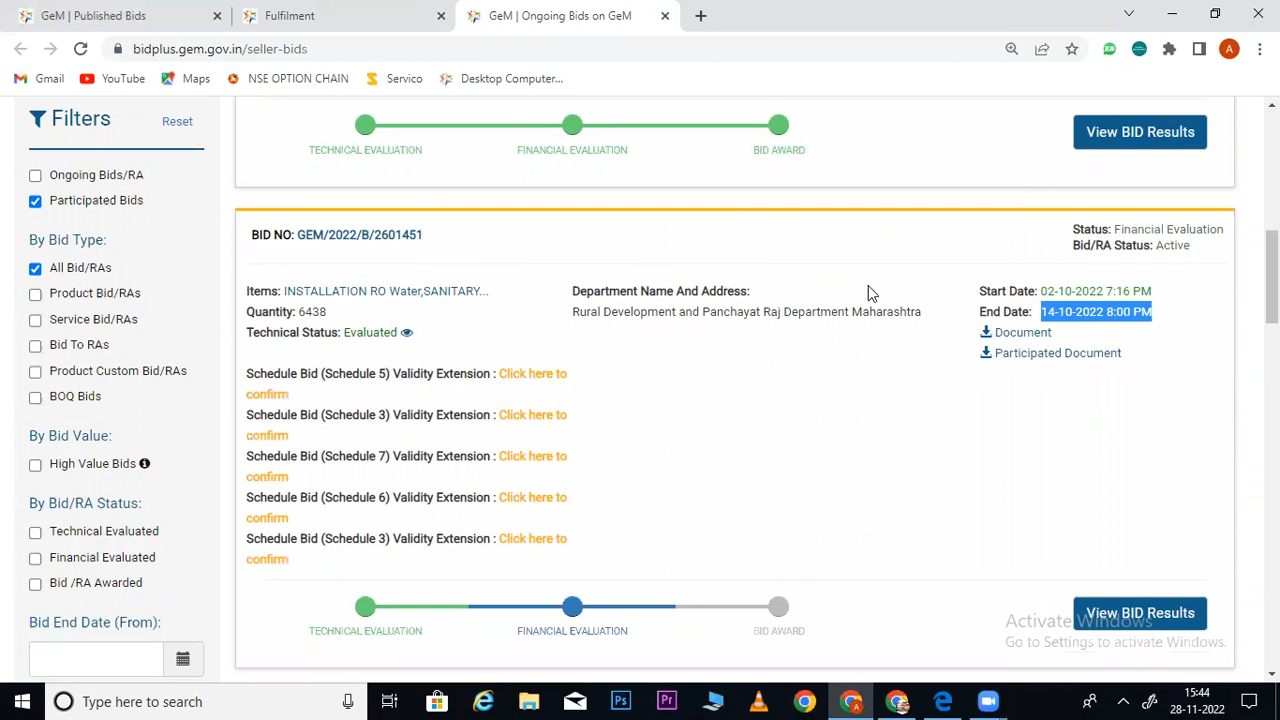 GeM | Published Bids
Fulfilment
GeM | Ongoing Bids on GeM
bidplus.gem.gov.in/seller-bids
A
Gmail
YouTube
Maps
NSE OPTION CHAIN
Servico
Desktop Computer...
Filters
Reset
Ongoing Bids/RA
Participated Bids
By Bid Type:
All Bid/RAs
Product Bid/RAs
Service Bid/RAs
Bid To RAs
Product Custom Bid/RAs
BOQ Bids
By Bid Value:
High Value Bids
By Bid/RA Status:
Technical Evaluated
Financial Evaluated
Bid /RA Awarded
Bid End Date (From):
TECHNICAL EVALUATION
FINANCIAL EVALUATION
BID AWARD
View BID Results
BID NO: GEM/2022/B/2601451
Status: Financial Evaluation
Bid/RA Status: Active
Items: INSTALLATION RO Water,SANITARY...
Quantity: 6438
Technical Status: Evaluated
Department Name And Address:
Rural Development and Panchayat Raj Department Maharashtra
Start Date: 02-10-2022 7:16 PM
End Date: 14-10-2022 8:00 PM
Document
Participated Document
Schedule Bid (Schedule 5) Validity Extension : Click here to
confirm
Schedule Bid (Schedule 3) Validity Extension : Click here to
confirm
Schedule Bid (Schedule 7) Validity Extension : Click here to
confirm
Schedule Bid (Schedule 6) Validity Extension : Click here to
confirm
Schedule Bid (Schedule 3) Validity Extension : Click here to
confirm
TECHNICAL EVALUATION
FINANCIAL EVALUATION
BID AWARD
View BID Results
Activate Windows
Go to Settings to activate Windows.
Type here to search
Ps
Pr
A
15:44
28-11-2022